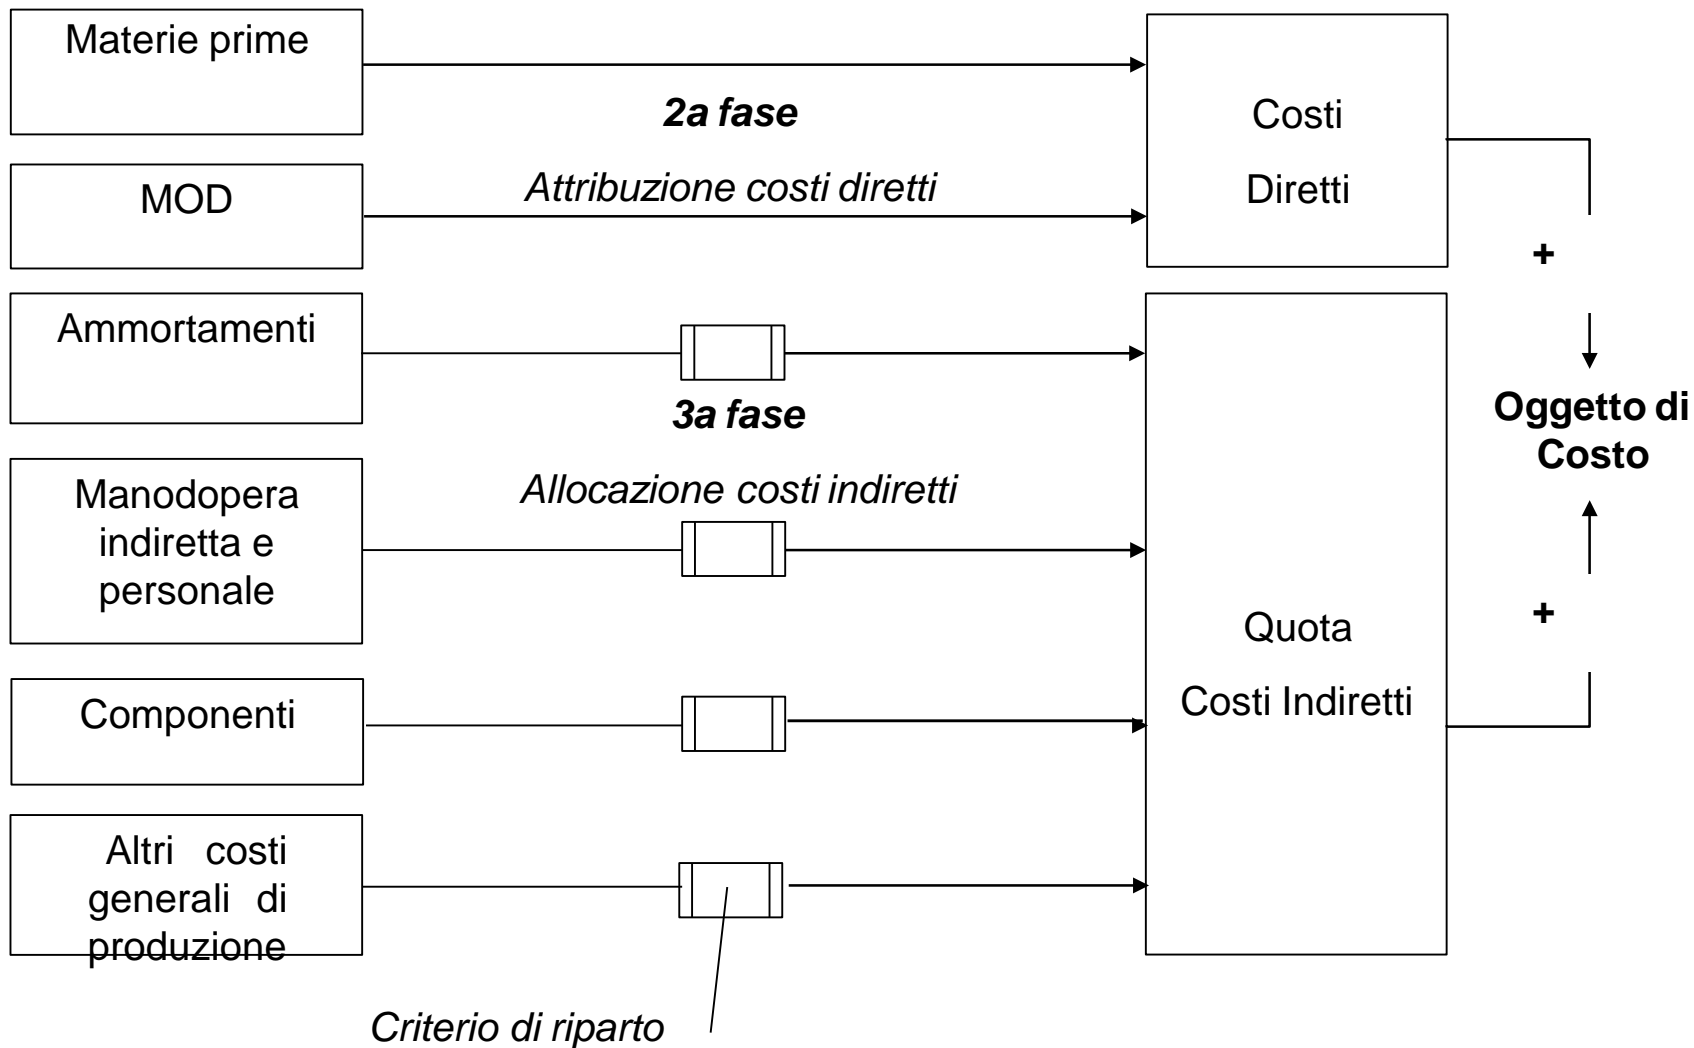 Materie prime
2a fase
Costi
Diretti
MOD
Attribuzione costi diretti
+
Ammortamenti
3a fase
Oggetto di
Costo
Manodopera
indiretta e
personale
Allocazione costi indiretti
+
Quota
Costi Indiretti
Componenti
Altri costi
generali di
produzione
Criterio di riparto